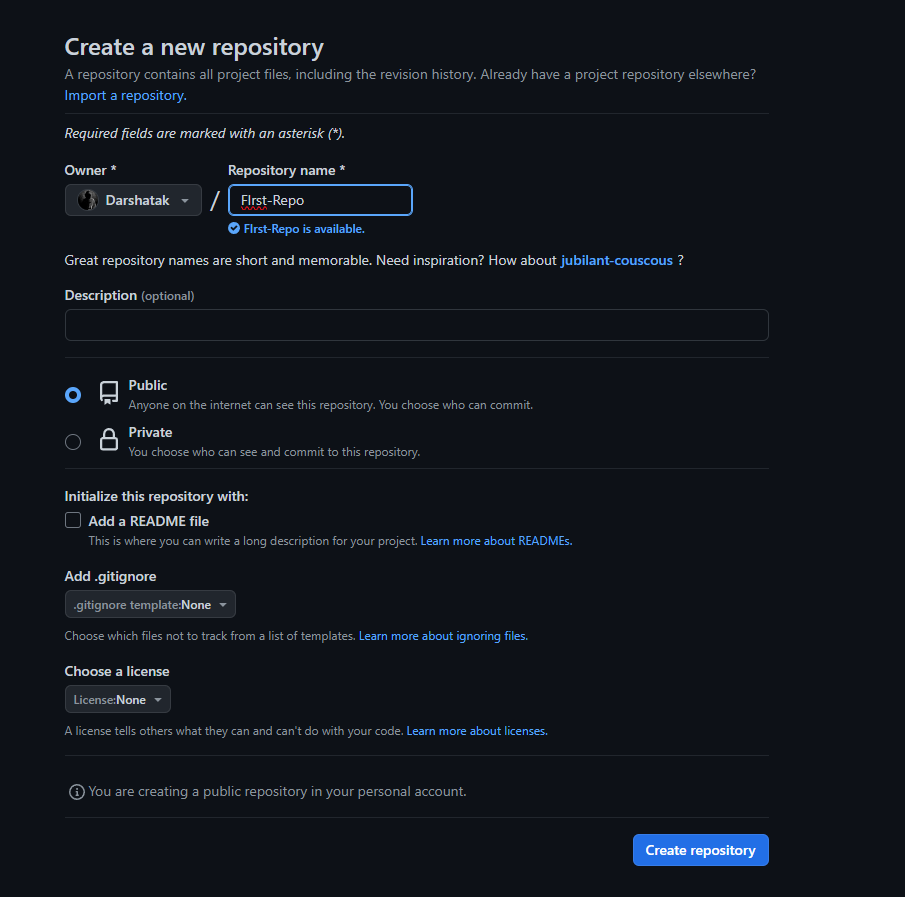 Create a new repository
A repository contains all project files, including the revision history. Already have a project repository elsewhere?
Import a repository.
Required fields are marked with an asterisk (*).
Owner * Repository name *
Darshatak / FIrst-Repo
FIrst-Repo is available.
Great repository names are short and memorable. Need inspiration? How about jubilant-couscous ?
Description (optional)
Public
Anyone on the internet can see this repository. You choose who can commit.
Private
You choose who can see and commit to this repository.
Initialize this repository with:
Add a README file
This is where you can write a long description for your project. Learn more about READMEs.
Add .gitignore
.gitignore template:None
Choose which files not to track from a list of templates. Learn more about ignoring files.
Choose a license
License:None
A license tells others what they can and can't do with your code. Learn more about licenses.
You are creating a public repository in your personal account.
Create repository